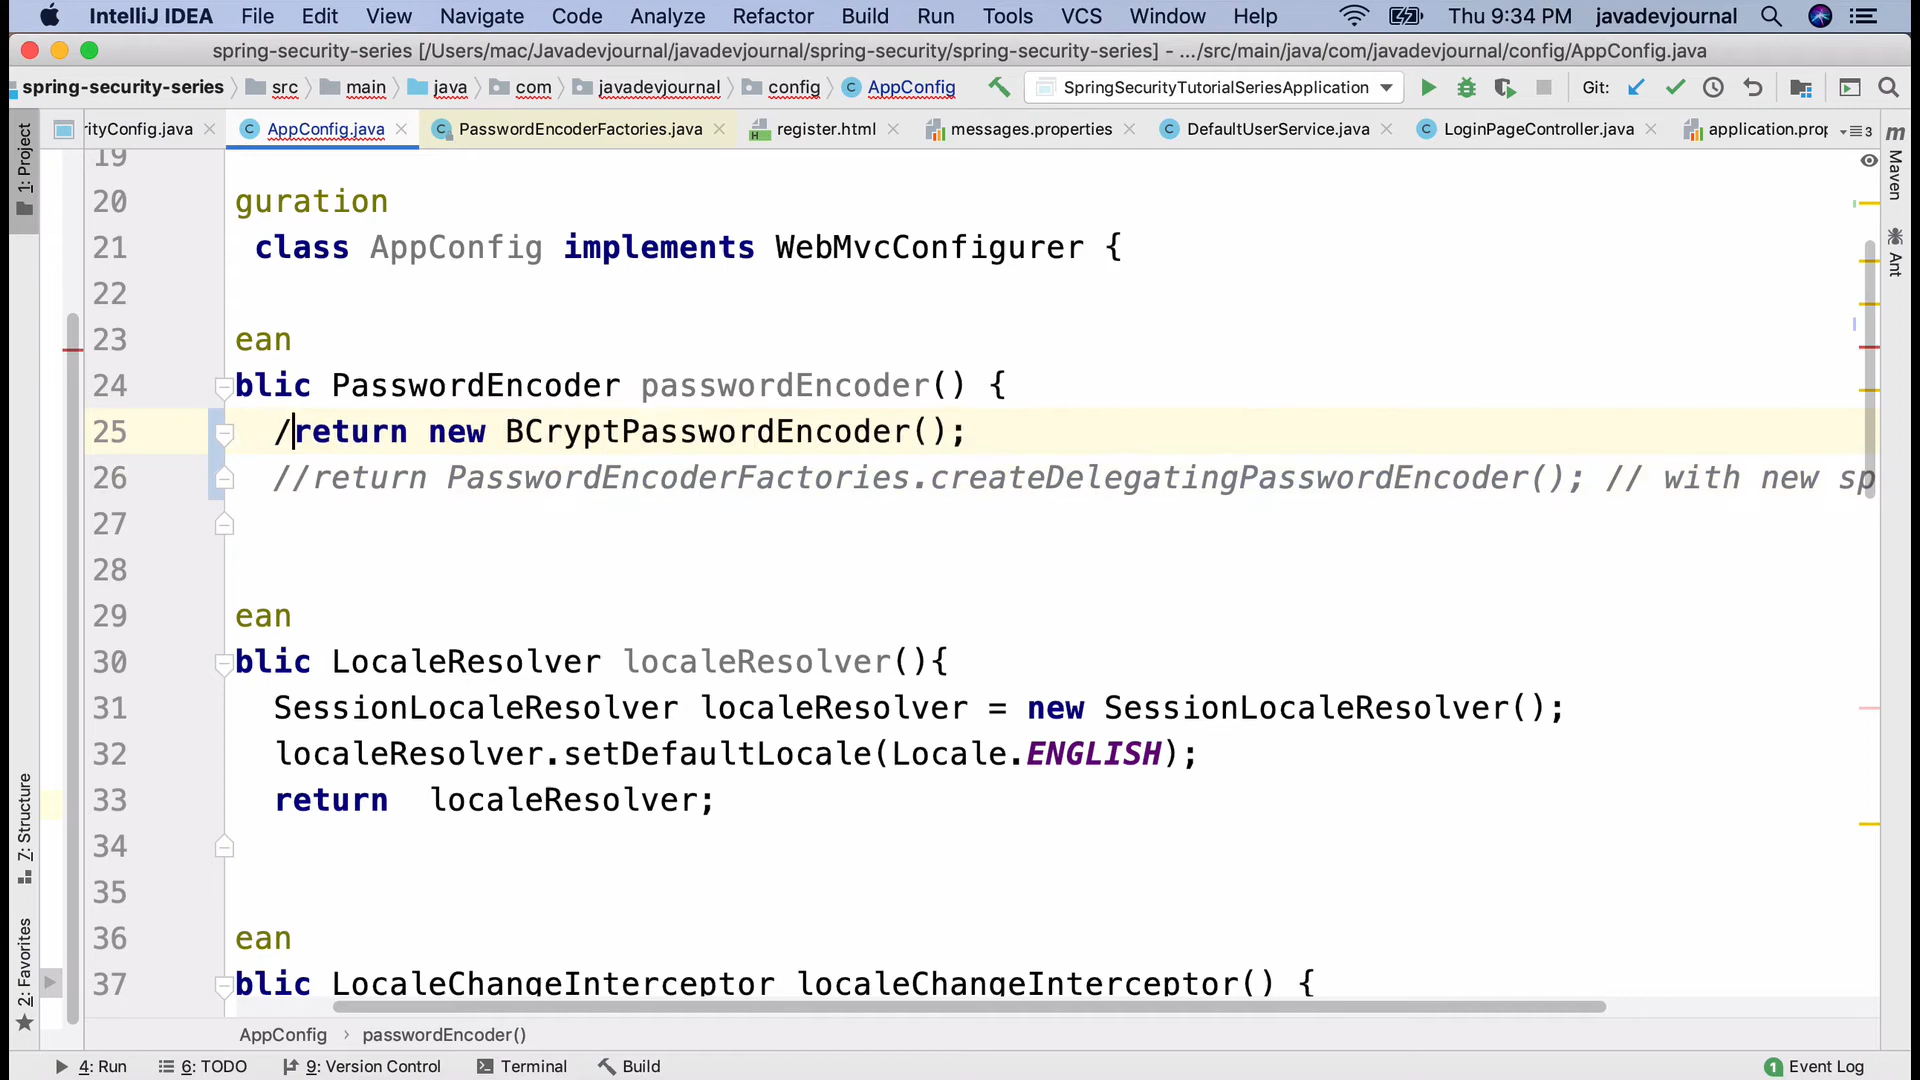 IntelliJ IDEA File Edit View Navigate Code Analyze Refactor Build Run Tools VCS Window Help Thu 9:34 PM javadevjournal
spring-security-series [/Users/mac/Javadevjournal/javadevjournal/spring-security/spring-security-series] - .../src/main/java/com/javadevjournal/config/AppConfig.java
spring-security-series src main java com javadevjournal config AppConfig SpringSecurityTutorialSeriesApplication Git:
rityConfig.java AppConfig.java PasswordEncoderFactories.java register.html messages.properties DefaultUserService.java LoginPageController.java application.prop 3
1: Project
Maven
Ant
19
20 guration
21 class AppConfig implements WebMvcConfigurer {
22
23 ean
24 blic PasswordEncoder passwordEncoder() {
25 /return new BCryptPasswordEncoder();
26 //return PasswordEncoderFactories.createDelegatingPasswordEncoder(); // with new sp
27
28
29 ean
30 blic LocaleResolver localeResolver(){
31 SessionLocaleResolver localeResolver = new SessionLocaleResolver();
32 localeResolver.setDefaultLocale(Locale.ENGLISH);
33 return  localeResolver;
34
35
36 ean
37 blic LocaleChangeInterceptor localeChangeInterceptor() {
Z: Structure
2: Favorites
AppConfig › passwordEncoder()
4: Run 6: TODO 9: Version Control Terminal Build 1 Event Log